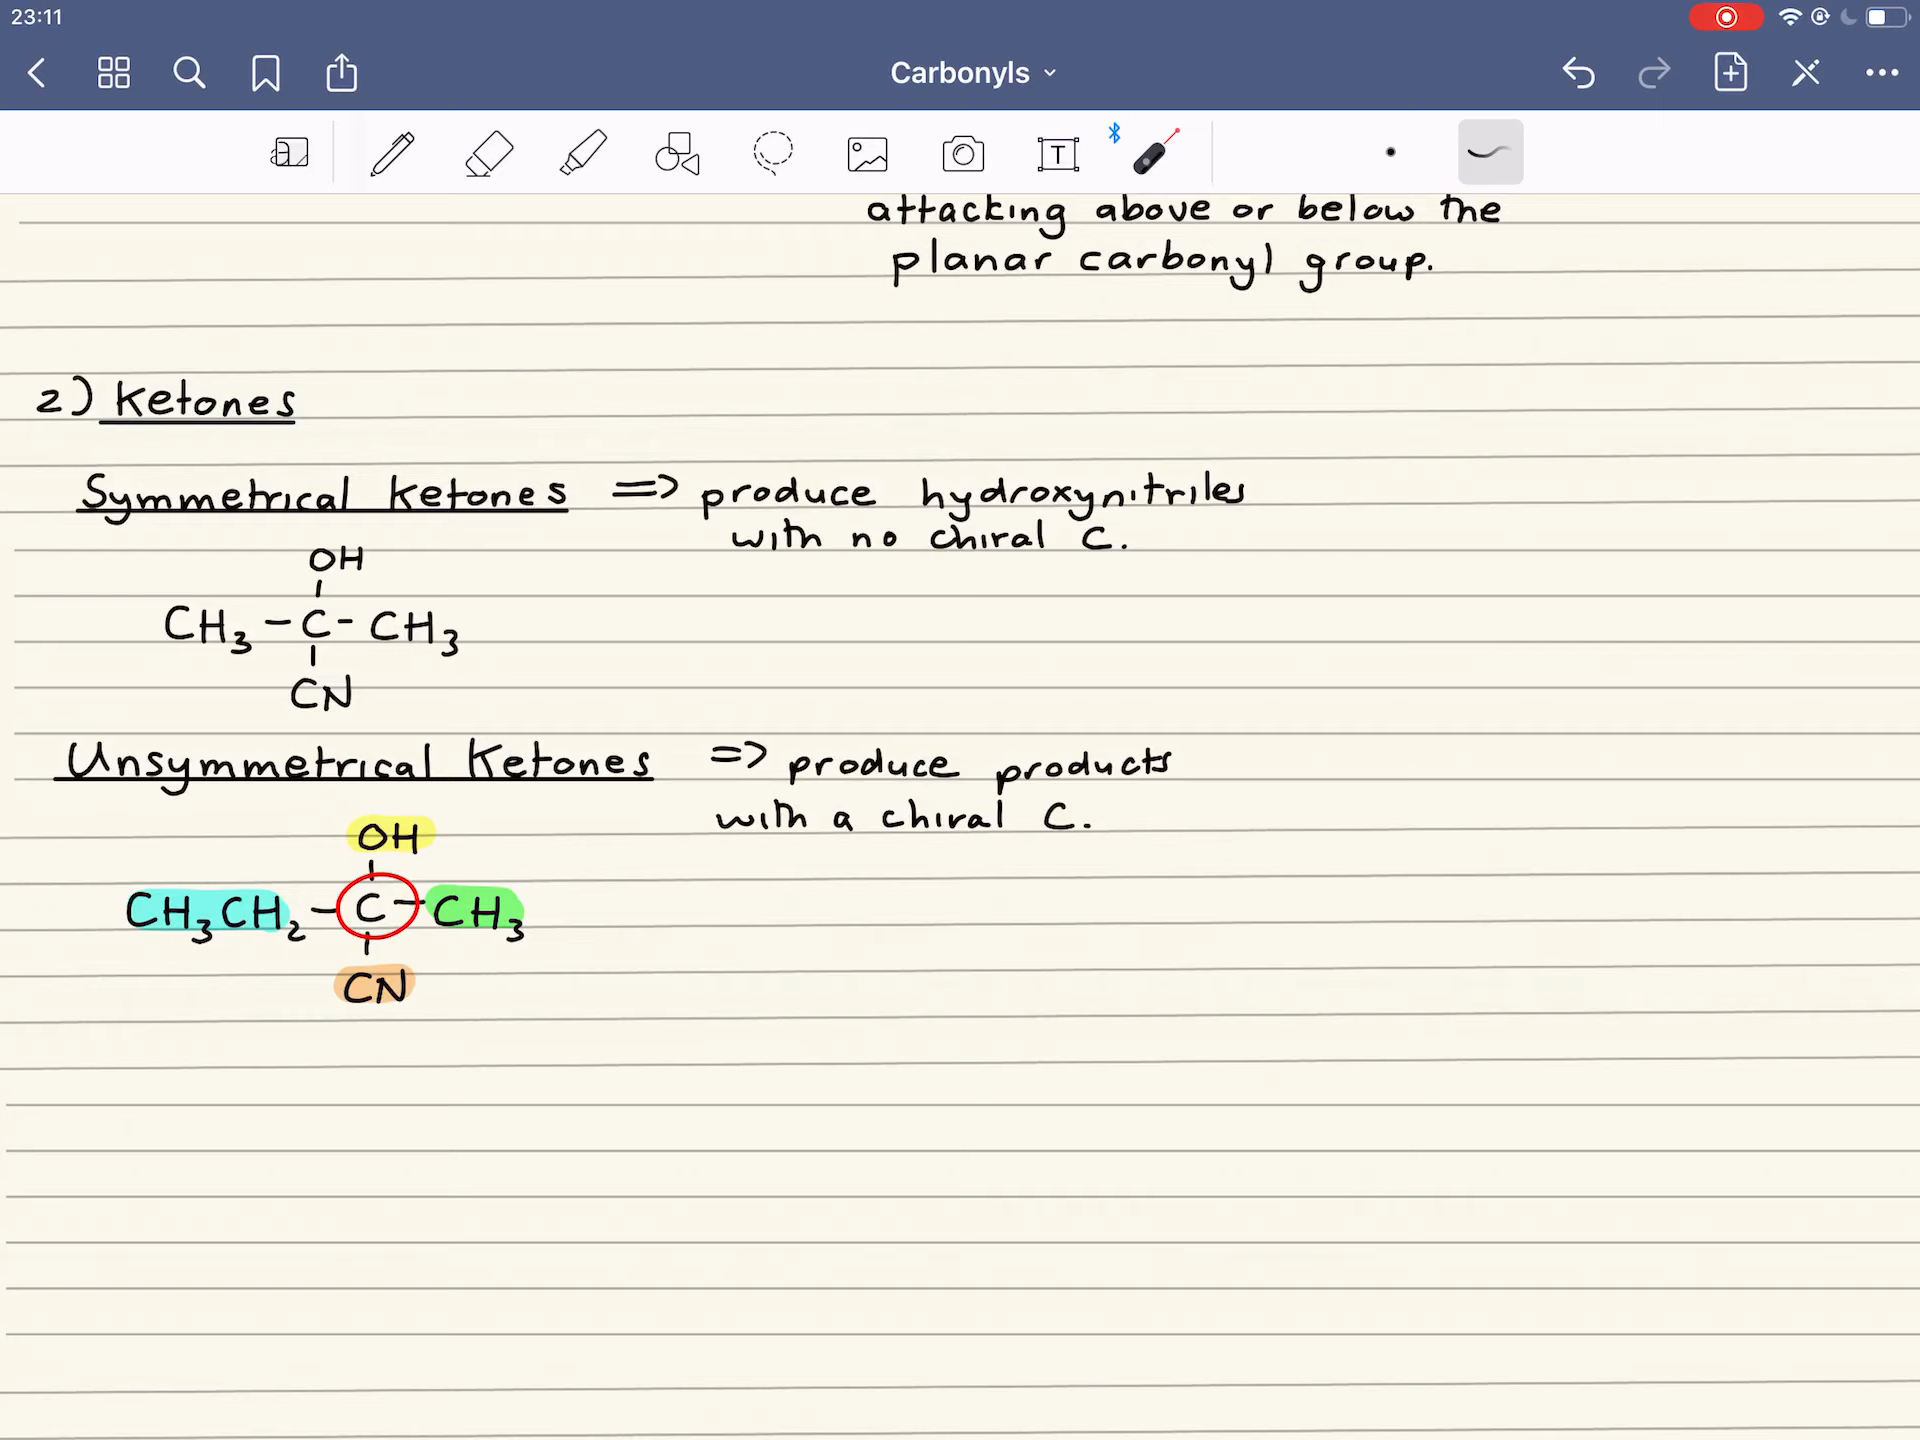 23:11
Carbonyls
T
attacking above or below the
planar carbonyl group.
2) Ketones
Symmetrical Ketones => produce hydroxynitriles
with no chiral C.
OH
CH3 - C - CH3
CN
Unsymmetrical Ketones => produce products
with a chiral C.
OH
CH3CH2 - C - CH3
CN